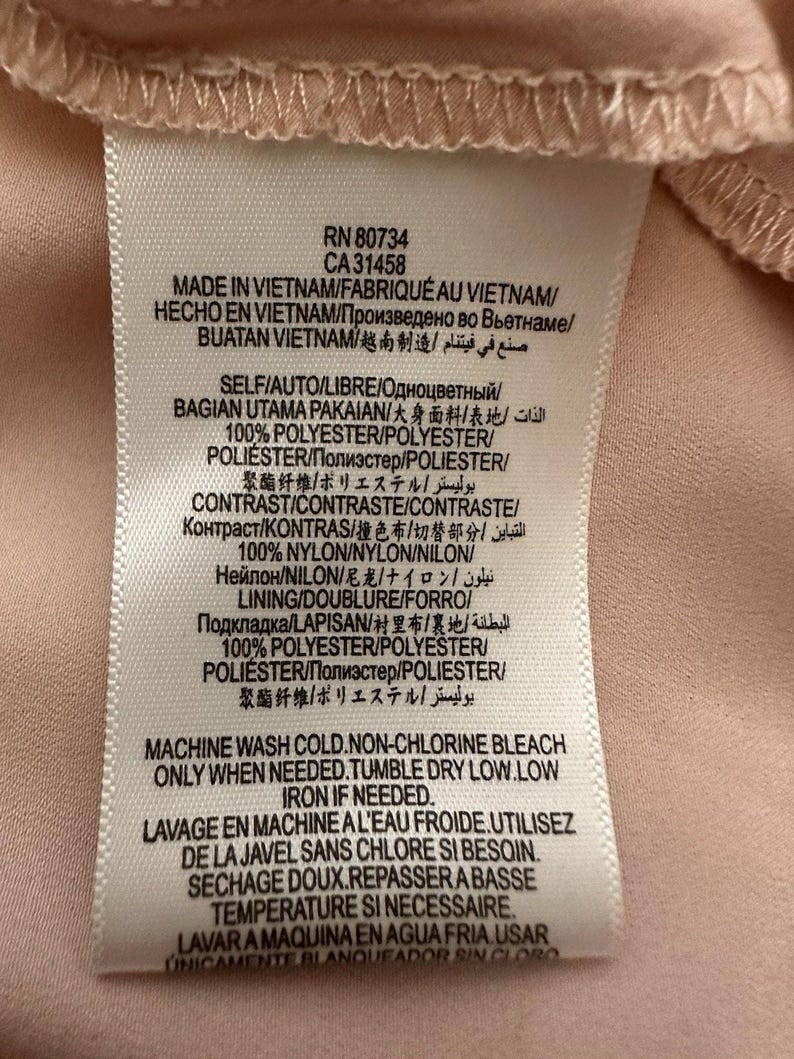 RN 80734
CA 31458
MADE IN VIETNAM/FABRIQUÉ AU VIETNAM/
HECHO EN VIETNAM/Произведено во Вьетнаме/
BUATAN VIETNAM/越南制造/ صنع في فيتنام
SELF/AUTO/LIBRE/Одноцветный/
BAGIAN UTAMA PAKAIAN/大身面料/表地/ الذات
100% POLYESTER/POLYESTER/
POLIÉSTER/Полиэстер/POLIESTER/
聚酯纤维/ポリエステル/ بوليستر
CONTRAST/CONTRASTE/CONTRASTE/
Контраст/KONTRAS/撞色布/切替部分/ التباين
100% NYLON/NYLON/NILON/
Нейлон/NILON/尼龙/ナイロン/ نيلون
LINING/DOUBLURE/FORRO/
Подкладка/LAPISAN/衬里布/裏地/ البطانة
100% POLYESTER/POLYESTER/
POLIÉSTER/Полиэстер/POLIESTER/
聚酯纤维/ポリエステル/ بوليستر
MACHINE WASH COLD.NON-CHLORINE BLEACH
ONLY WHEN NEEDED.TUMBLE DRY LOW.LOW
IRON IF NEEDED.
LAVAGE EN MACHINE A L'EAU FROIDE.UTILISEZ
DE LA JAVEL SANS CHLORE SI BESOIN.
SECHAGE DOUX.REPASSER A BASSE
TEMPERATURE SI NECESSAIRE.
LAVAR A MAQUINA EN AGUA FRIA.USAR
ÚNICAMENTE BLANQUEADOR SIN CLORO